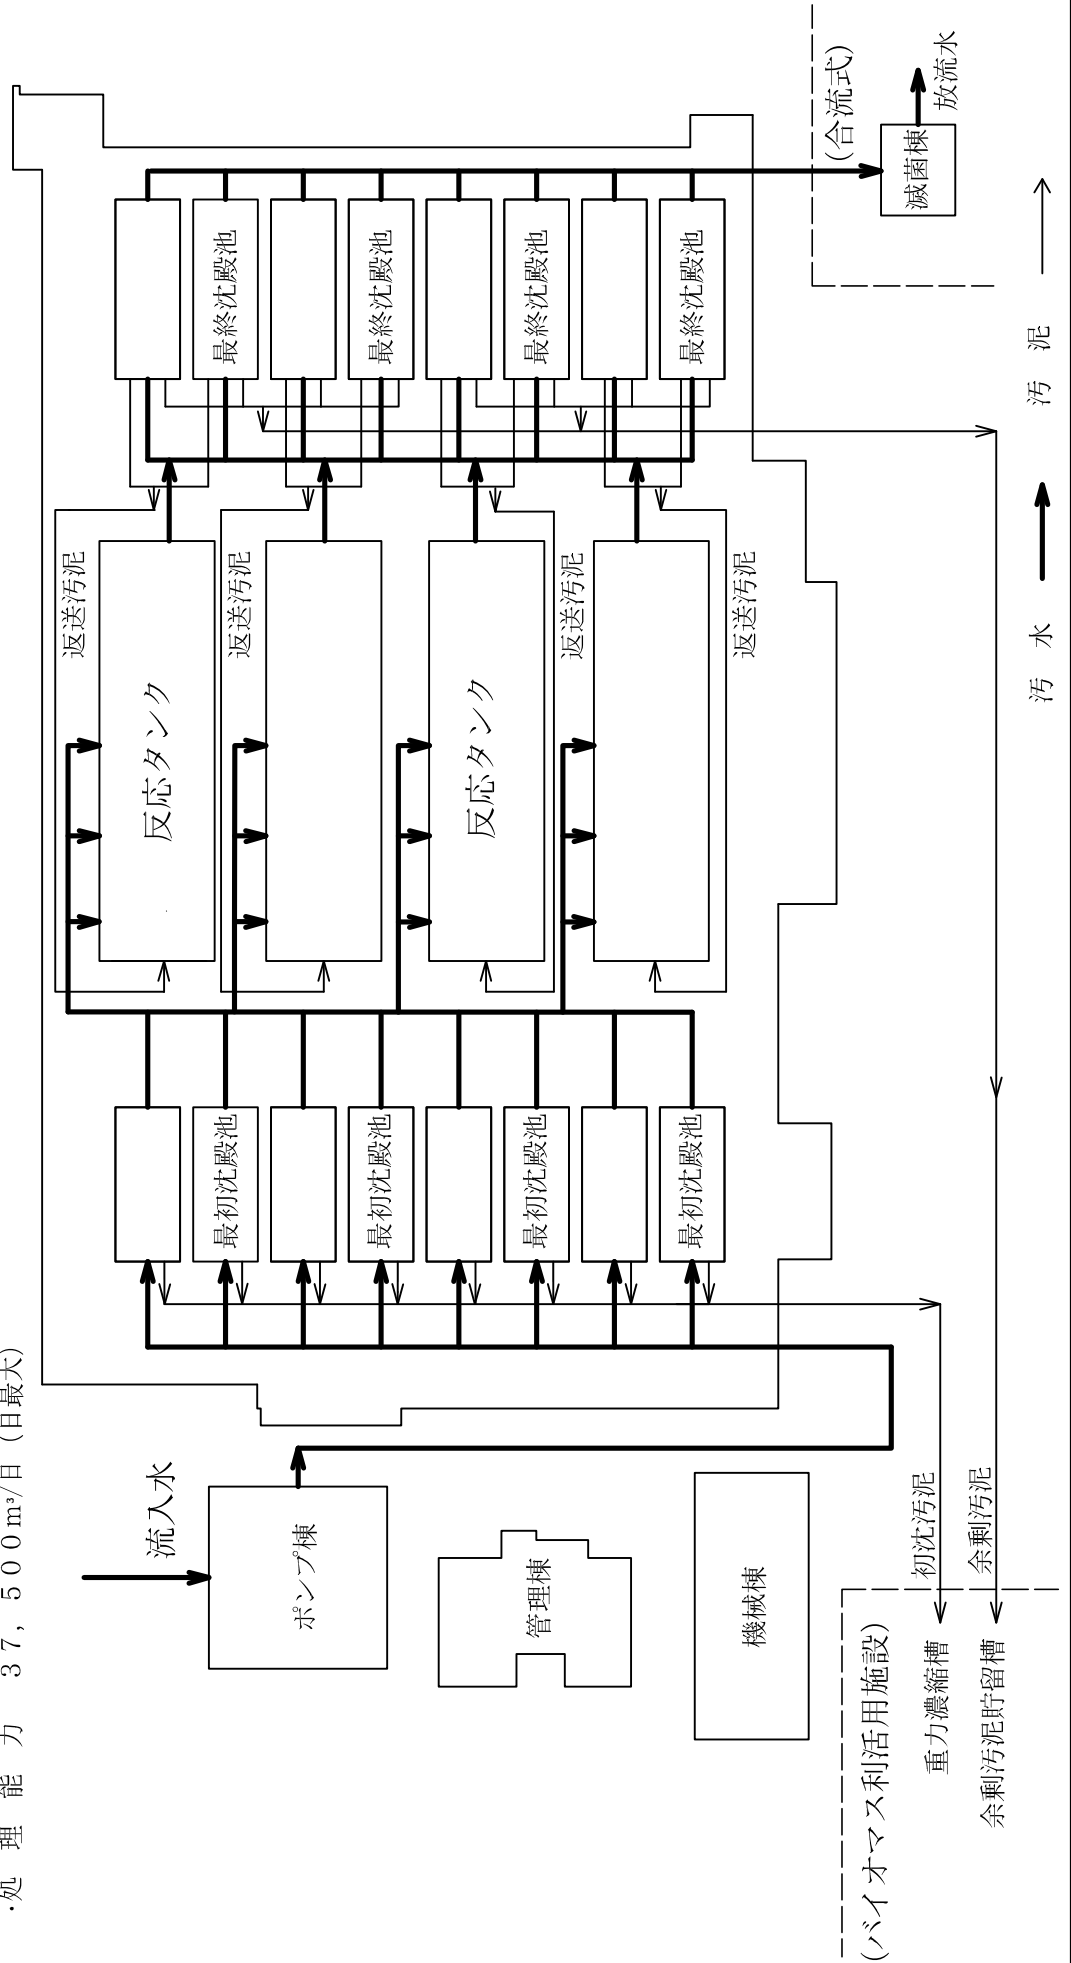 ・処理能力 37,500m³/日(日最大)
流入水
ポンプ棟
管理棟
機械棟
最初沈殿池
最初沈殿池
最初沈殿池
最初沈殿池
反応タンク
反応タンク
返送汚泥
返送汚泥
返送汚泥
返送汚泥
最終沈殿池
最終沈殿池
最終沈殿池
最終沈殿池
(合流式)
滅菌棟
放流水
初沈汚泥
余剰汚泥
(バイオマス利活用施設)
重力濃縮槽
余剰汚泥貯留槽
汚水
汚泥